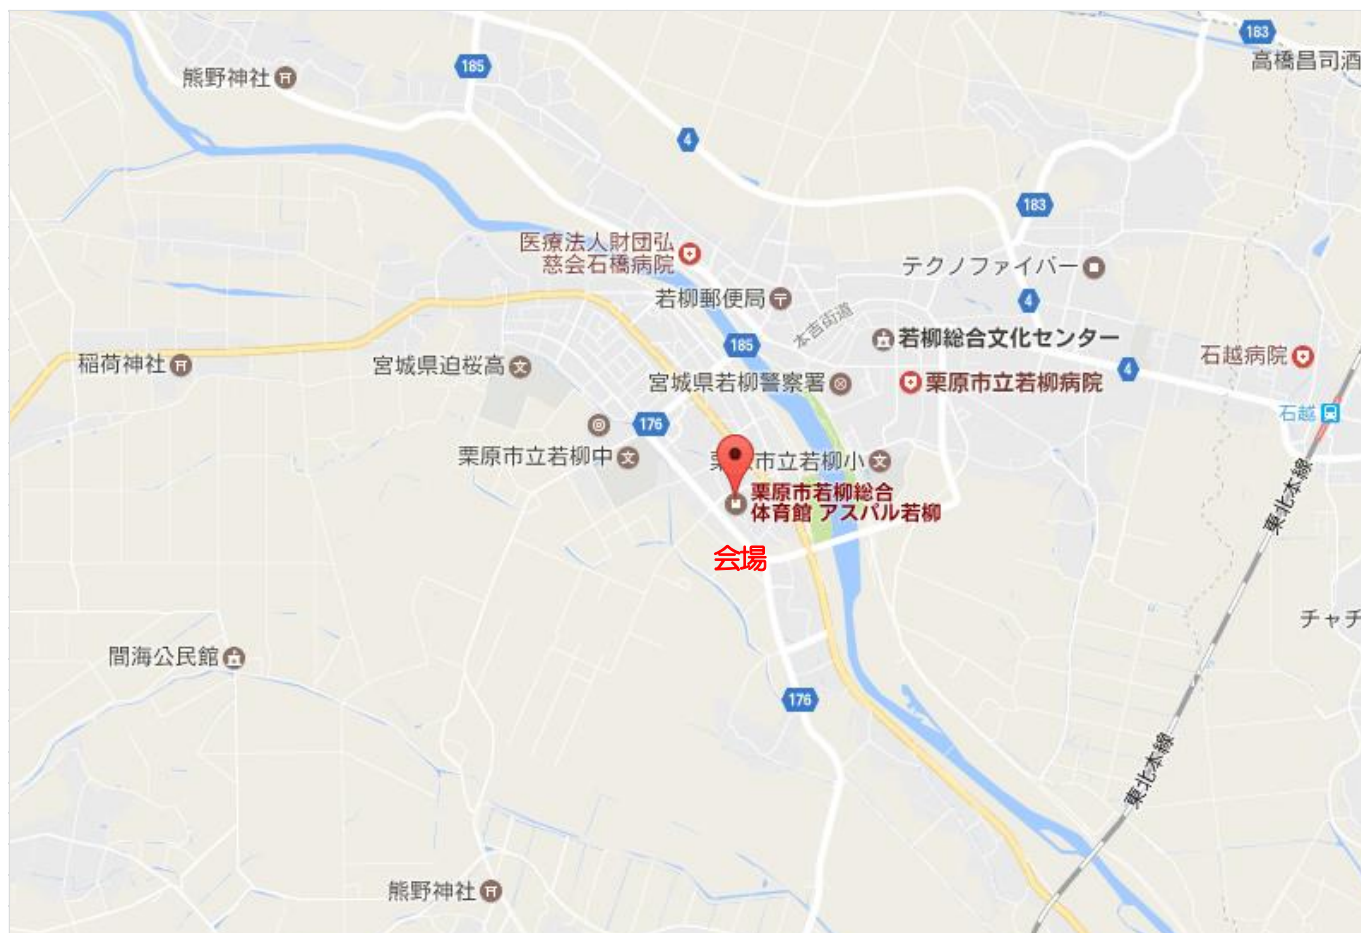 183
高橋昌司酒
185
熊野神社
4
183
医療法人財団弘
慈会石橋病院
テクノファイバー
若柳郵便局
4
本吉街道
若柳総合文化センター
185
石越病院
稲荷神社
宮城県迫桜高
4
宮城県若柳警察署
栗原市立若柳病院
石越
176
栗原市立若柳中
栗原市立若柳小
栗原市若柳総合
体育館 アスパル若柳
東北本線
会場
チャチ
間海公民館
176
東北本線
熊野神社